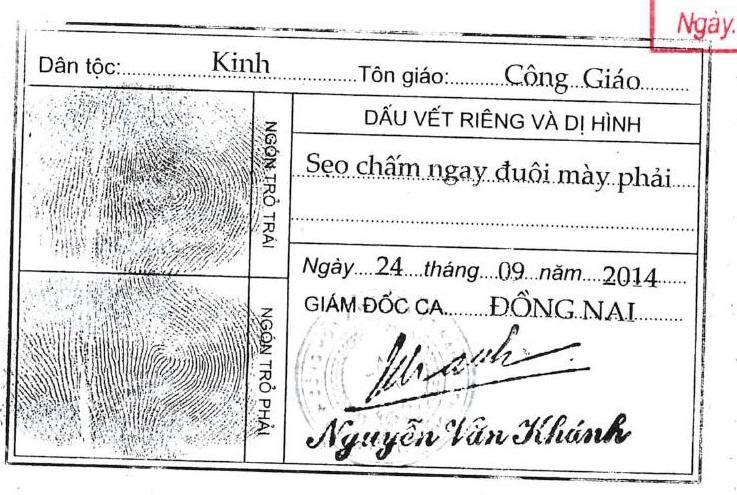 Ngày.
Dân tộc: Kinh Tôn giáo: Công Giáo
DẤU VẾT RIÊNG VÀ DỊ HÌNH
NGÓN TRỎ TRÁI
Sẹo chấm ngay đuôi mày phải
Ngày 24 tháng 09 năm 2014
GIÁM ĐỐC CA ĐỒNG NAI
NGÓN TRỎ PHẢI
Nguyễn Văn Khánh